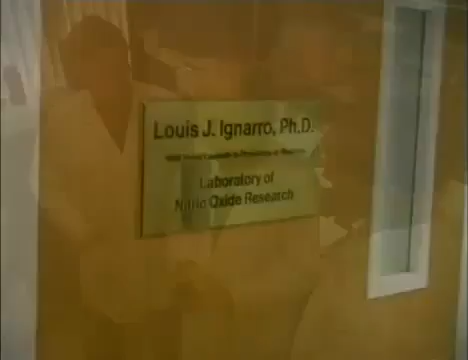 Louis J. Ignarro, Ph.D.
Laboratory of
Nitric Oxide Research